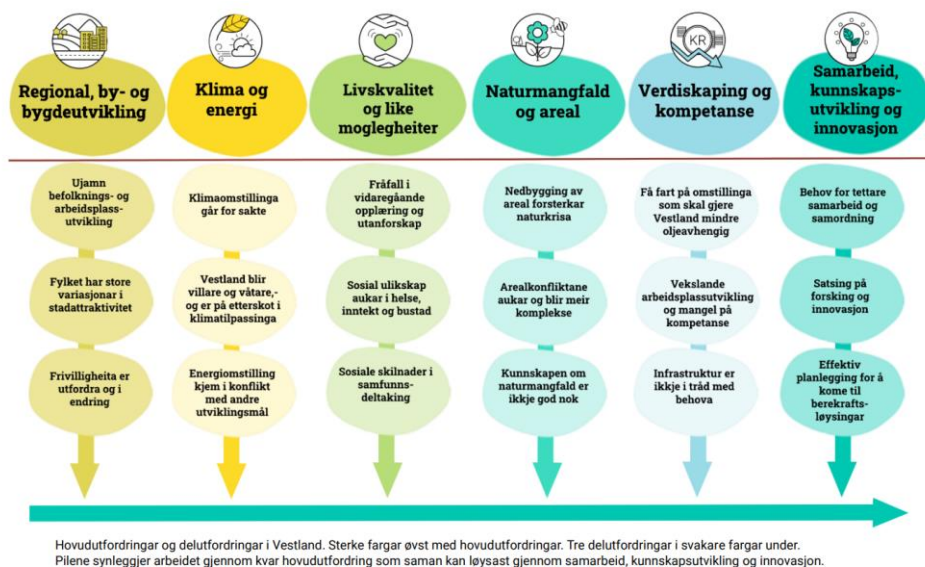 KR
Regional, by- og
bygdeutvikling
Klima og
energi
Livskvalitet
og like
moglegheiter
Naturmangfald
og areal
Verdiskaping og
kompetanse
Samarbeid,
kunnskaps-
utvikling og
innovasjon
Ujamn
befolknings- og
arbeidsplass-
utvikling
Klimaomstillinga
går for sakte
Fråfall i
vidaregåande
opplæring og
utanforskap
Nedbygging av
areal forsterkar
naturkrisa
Få fart på omstillinga
som skal gjere
Vestland mindre
oljeavhengig
Behov for tettare
samarbeid og
samordning
Fylket har store
variasjonar i
stadattraktivitet
Vestland blir
villare og våtare,-
og er på etterskot i
klimatilpassinga
Sosial ulikskap
aukar i helse,
inntekt og bustad
Arealkonfliktane
aukar og blir meir
komplekse
Vekslande
arbeidsplassutvikling
og mangel på
kompetanse
Satsing på
forsking og
innovasjon
Frivilligheita er
utfordra og i
endring
Energiomstilling
kjem i konflikt
med andre
utviklingsmål
Sosiale skilnader i
samfunns-
deltaking
Kunnskapen om
naturmangfald er
ikkje god nok
Infrastruktur er
ikkje i tråd med
behova
Effektiv
planlegging for å
kome til
berekrafts-
løysingar
Hovudutfordringar og delutfordringar i Vestland. Sterke fargar øvst med hovudutfordringar. Tre delutfordringar i svakare fargar under.
Pilene synleggjer arbeidet gjennom kvar hovudutfordring som saman kan løysast gjennom samarbeid, kunnskapsutvikling og innovasjon.